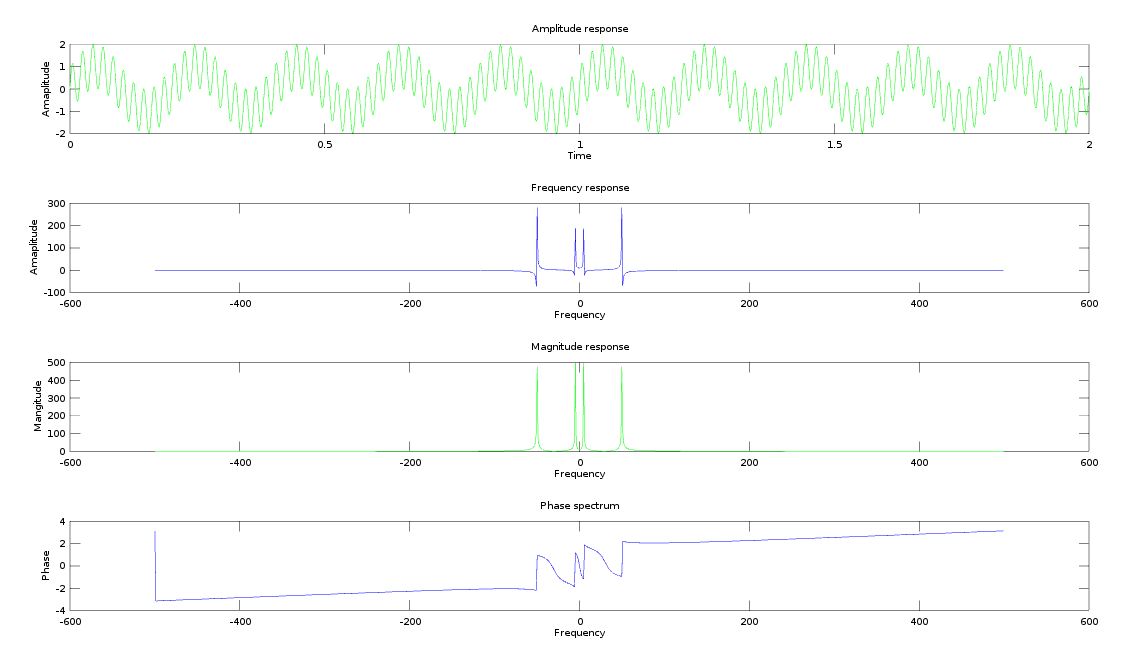 Amplitude response
2
1
0
-1
-2
Amaplitude
0 0.5 1 1.5 2
Time
Frequency response
300
200
100
0
-100
Amaplitude
-600 -400 -200 0 200 400 600
Frequency
Magnitude response
500
400
300
200
100
0
Mangitude
-600 -400 -200 0 200 400 600
Frequency
Phase spectrum
4
2
0
-2
-4
Phase
-600 -400 -200 0 200 400 600
Frequency